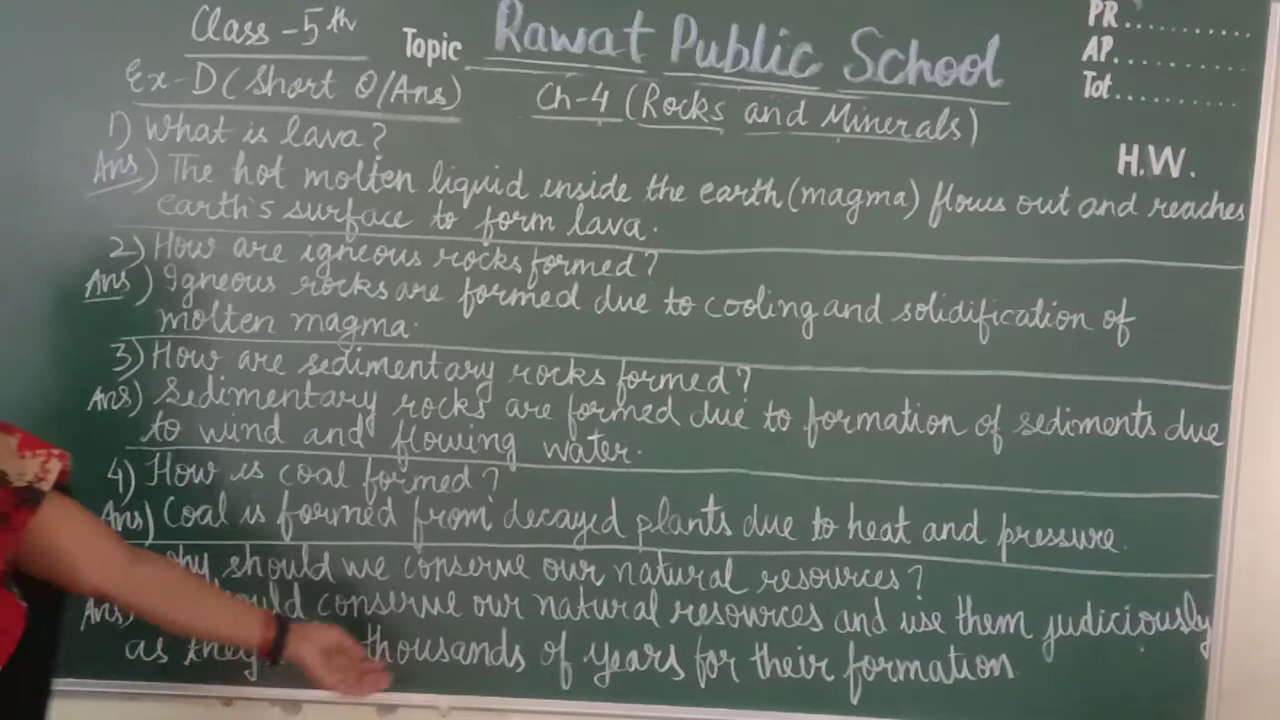 Class - 5th
Topic Rawat Public School
PR..............
AP..............
Tot..............
Ex-D (Short Q/Ans)
Ch-4 (Rocks and Minerals)
H.W.
1) What is lava?
Ans) The hot molten liquid inside the earth (magma) flows out and reaches
earth's surface to form lava.
2) How are igneous rocks formed?
Ans) Igneous rocks are formed due to cooling and solidification of
molten magma.
3) How are sedimentary rocks formed?
Ans) Sedimentary rocks are formed due to formation of sediments due
to wind and flowing water.
4) How is coal formed?
Ans) Coal is formed from decayed plants due to heat and pressure.
should we conserve our natural resources?
Ans) conserve our natural resources and use them judiciously
as they thousands of years for their formation